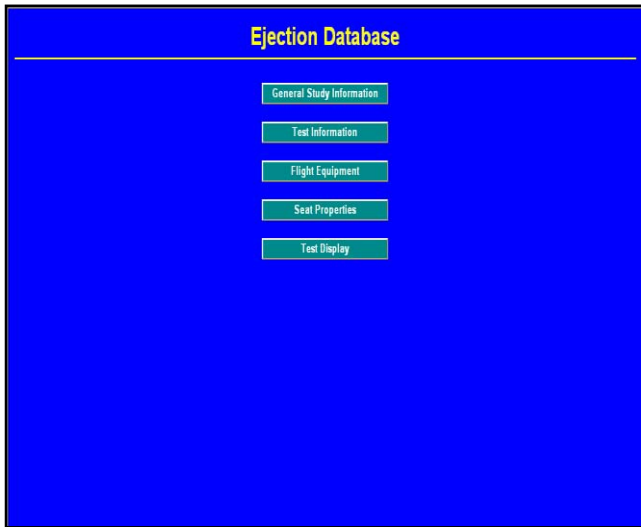 Ejection Database
General Study Information
Test Information
Flight Equipment
Seat Properties
Test Display